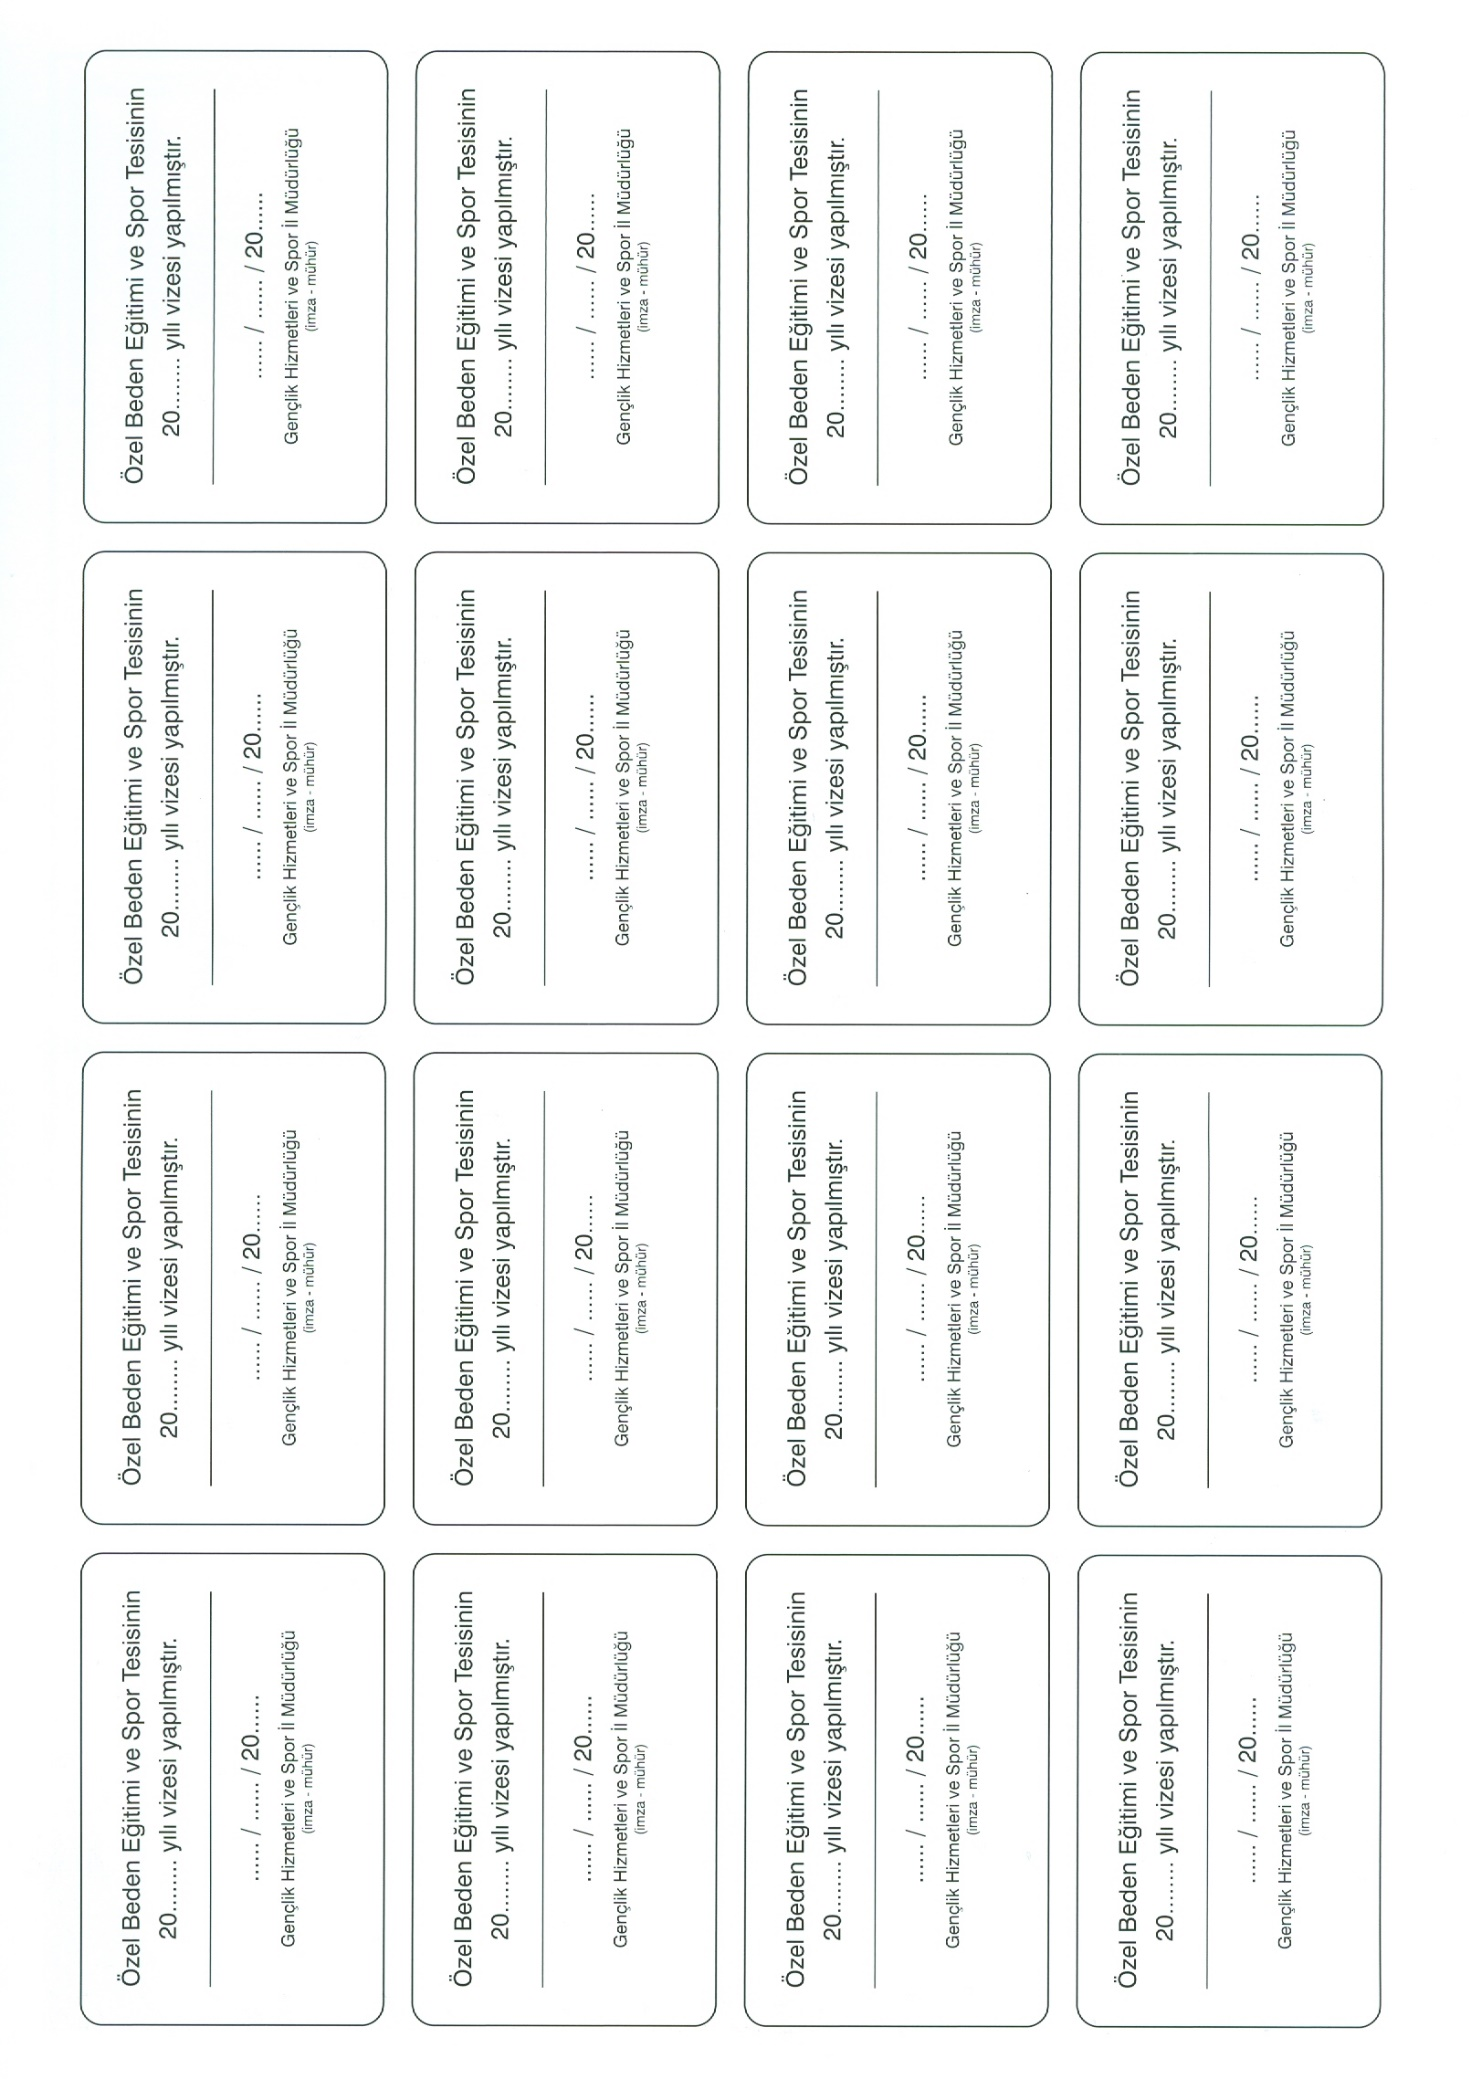 Özel Beden Eğitimi ve Spor Tesisinin
20........ yılı vizesi yapılmıştır.
...... / ...... / 20......
Gençlik Hizmetleri ve Spor İl Müdürlüğü
(imza - mühür)
Özel Beden Eğitimi ve Spor Tesisinin
20........ yılı vizesi yapılmıştır.
...... / ...... / 20......
Gençlik Hizmetleri ve Spor İl Müdürlüğü
(imza - mühür)
Özel Beden Eğitimi ve Spor Tesisinin
20........ yılı vizesi yapılmıştır.
...... / ...... / 20......
Gençlik Hizmetleri ve Spor İl Müdürlüğü
(imza - mühür)
Özel Beden Eğitimi ve Spor Tesisinin
20........ yılı vizesi yapılmıştır.
...... / ...... / 20......
Gençlik Hizmetleri ve Spor İl Müdürlüğü
(imza - mühür)
Özel Beden Eğitimi ve Spor Tesisinin
20........ yılı vizesi yapılmıştır.
...... / ...... / 20......
Gençlik Hizmetleri ve Spor İl Müdürlüğü
(imza - mühür)
Özel Beden Eğitimi ve Spor Tesisinin
20........ yılı vizesi yapılmıştır.
...... / ...... / 20......
Gençlik Hizmetleri ve Spor İl Müdürlüğü
(imza - mühür)
Özel Beden Eğitimi ve Spor Tesisinin
20........ yılı vizesi yapılmıştır.
...... / ...... / 20......
Gençlik Hizmetleri ve Spor İl Müdürlüğü
(imza - mühür)
Özel Beden Eğitimi ve Spor Tesisinin
20........ yılı vizesi yapılmıştır.
...... / ...... / 20......
Gençlik Hizmetleri ve Spor İl Müdürlüğü
(imza - mühür)
Özel Beden Eğitimi ve Spor Tesisinin
20........ yılı vizesi yapılmıştır.
...... / ...... / 20......
Gençlik Hizmetleri ve Spor İl Müdürlüğü
(imza - mühür)
Özel Beden Eğitimi ve Spor Tesisinin
20........ yılı vizesi yapılmıştır.
...... / ...... / 20......
Gençlik Hizmetleri ve Spor İl Müdürlüğü
(imza - mühür)
Özel Beden Eğitimi ve Spor Tesisinin
20........ yılı vizesi yapılmıştır.
...... / ...... / 20......
Gençlik Hizmetleri ve Spor İl Müdürlüğü
(imza - mühür)
Özel Beden Eğitimi ve Spor Tesisinin
20........ yılı vizesi yapılmıştır.
...... / ...... / 20......
Gençlik Hizmetleri ve Spor İl Müdürlüğü
(imza - mühür)
Özel Beden Eğitimi ve Spor Tesisinin
20........ yılı vizesi yapılmıştır.
...... / ...... / 20......
Gençlik Hizmetleri ve Spor İl Müdürlüğü
(imza - mühür)
Özel Beden Eğitimi ve Spor Tesisinin
20........ yılı vizesi yapılmıştır.
...... / ...... / 20......
Gençlik Hizmetleri ve Spor İl Müdürlüğü
(imza - mühür)
Özel Beden Eğitimi ve Spor Tesisinin
20........ yılı vizesi yapılmıştır.
...... / ...... / 20......
Gençlik Hizmetleri ve Spor İl Müdürlüğü
(imza - mühür)
Özel Beden Eğitimi ve Spor Tesisinin
20........ yılı vizesi yapılmıştır.
...... / ...... / 20......
Gençlik Hizmetleri ve Spor İl Müdürlüğü
(imza - mühür)